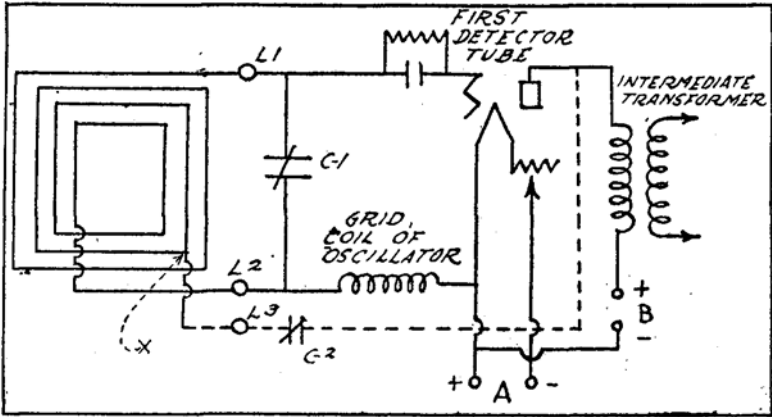 FIRST
DETECTOR
TUBE
L1
INTERMEDIATE
TRANSFORMER
C-1
GRID,
COIL OF
OSCILLATOR
L2
L3
C-2
X
+
B
-
+ A -